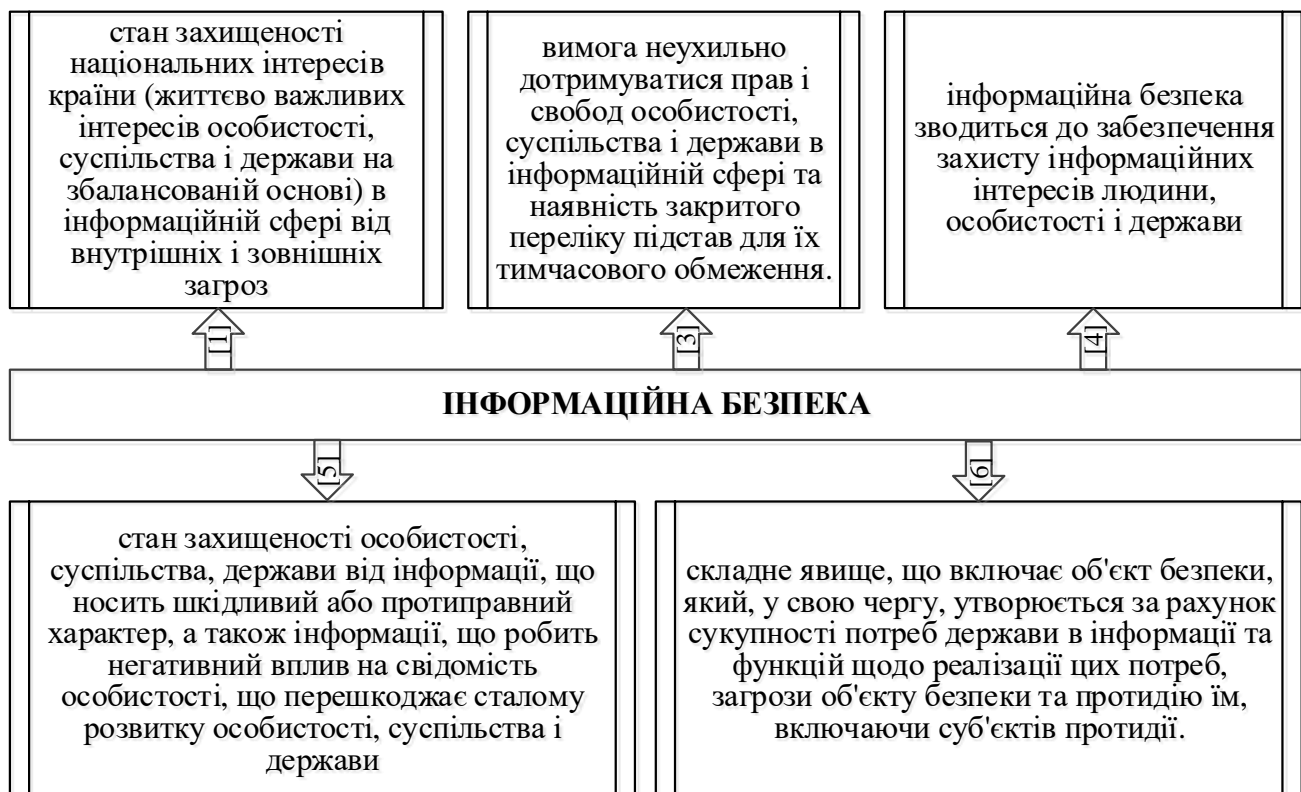 стан захищеності
національних інтересів
країни (життєво важливих
інтересів особистості,
суспільства і держави на
збалансованій основі) в
інформаційній сфері від
внутрішніх і зовнішніх
загроз
вимога неухильно
дотримуватися прав і
свобод особистості,
суспільства і держави в
інформаційній сфері та
наявність закритого
переліку підстав для їх
тимчасового обмеження.
інформаційна безпека
зводиться до забезпечення
захисту інформаційних
інтересів людини,
особистості і держави
[1]
[3]
[4]
ІНФОРМАЦІЙНА БЕЗПЕКА
[5]
[6]
стан захищеності особистості,
суспільства, держави від інформації, що
носить шкідливий або протиправний
характер, а також інформації, що робить
негативний вплив на свідомість
особистості, що перешкоджає сталому
розвитку особистості, суспільства і
держави
складне явище, що включає об'єкт безпеки,
який, у свою чергу, утворюється за рахунок
сукупності потреб держави в інформації та
функцій щодо реалізації цих потреб,
загрози об'єкту безпеки та протидію їм,
включаючи суб'єктів протидії.